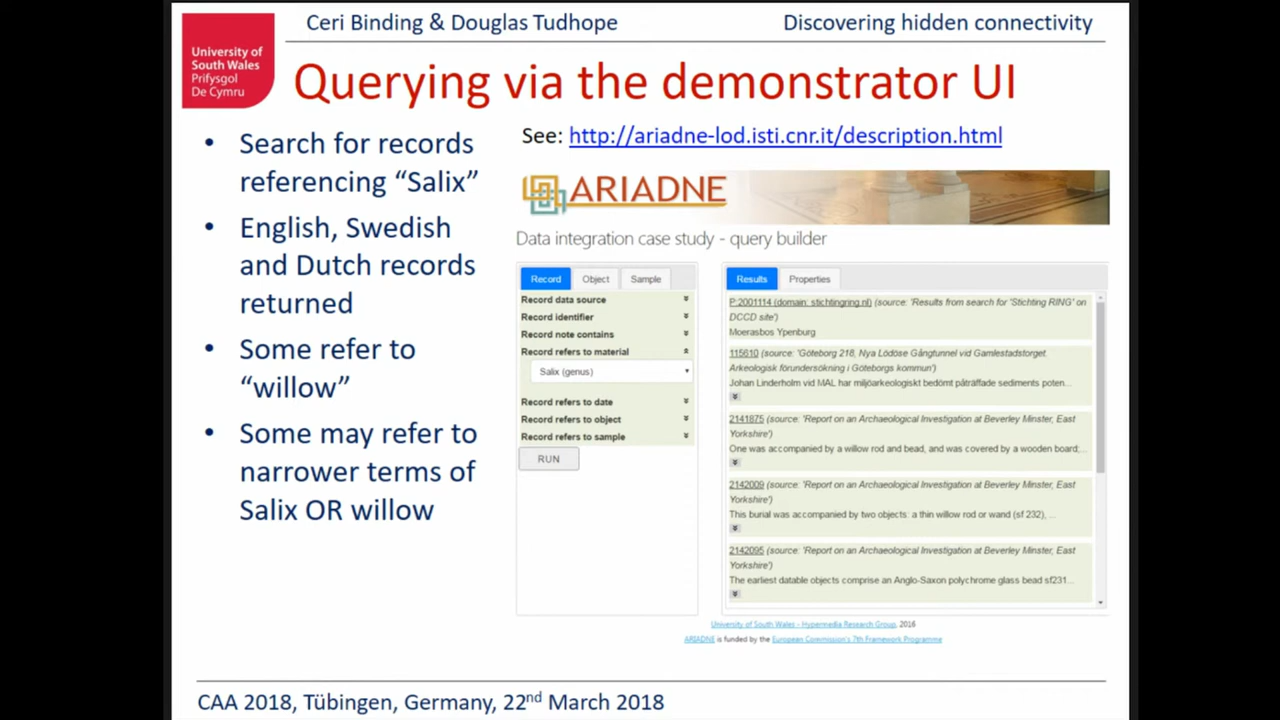 Ceri Binding & Douglas Tudhope
Discovering hidden connectivity
University of
South Wales
Prifysgol
De Cymru
Querying via the demonstrator UI
• Search for records
referencing “Salix”
• English, Swedish
and Dutch records
returned
• Some refer to
“willow”
• Some may refer to
narrower terms of
Salix OR willow
See: http://ariadne-lod.isti.cnr.it/description.html
ARIADNE
Data integration case study - query builder
Record Object Sample
Record data source
Record identifier
Record note contains
Record refers to material
Salix (genus)
Record refers to date
Record refers to object
Record refers to sample
RUN
Results Properties
P:2001114 (domain: stichtingring.nl) (source: 'Results from search for 'Stichting RING' on
DCCD site')
Moerasbos Ypenburg
115610 (source: 'Göteborg 218, Nya Lödöse Gångtunnel vid Gamlestadstorget.
Arkeologisk förundersökning i Göteborgs kommun')
Johan Linderholm vid MAL har miljöarkeologiskt bedömt påträffade sediments poten...
2141875 (source: 'Report on an Archaeological Investigation at Beverley Minster, East
Yorkshire')
One was accompanied by a willow rod and bead, and was covered by a wooden board;...
2142009 (source: 'Report on an Archaeological Investigation at Beverley Minster, East
Yorkshire')
This burial was accompanied by two objects: a thin willow rod or wand (sf 232), ...
2142095 (source: 'Report on an Archaeological Investigation at Beverley Minster, East
Yorkshire')
The earliest datable objects comprise an Anglo-Saxon polychrome glass bead sf231...
University of South Wales - Hypermedia Research Group, 2016
ARIADNE is funded by the European Commission's 7th Framework Programme
CAA 2018, Tübingen, Germany, 22nd March 2018